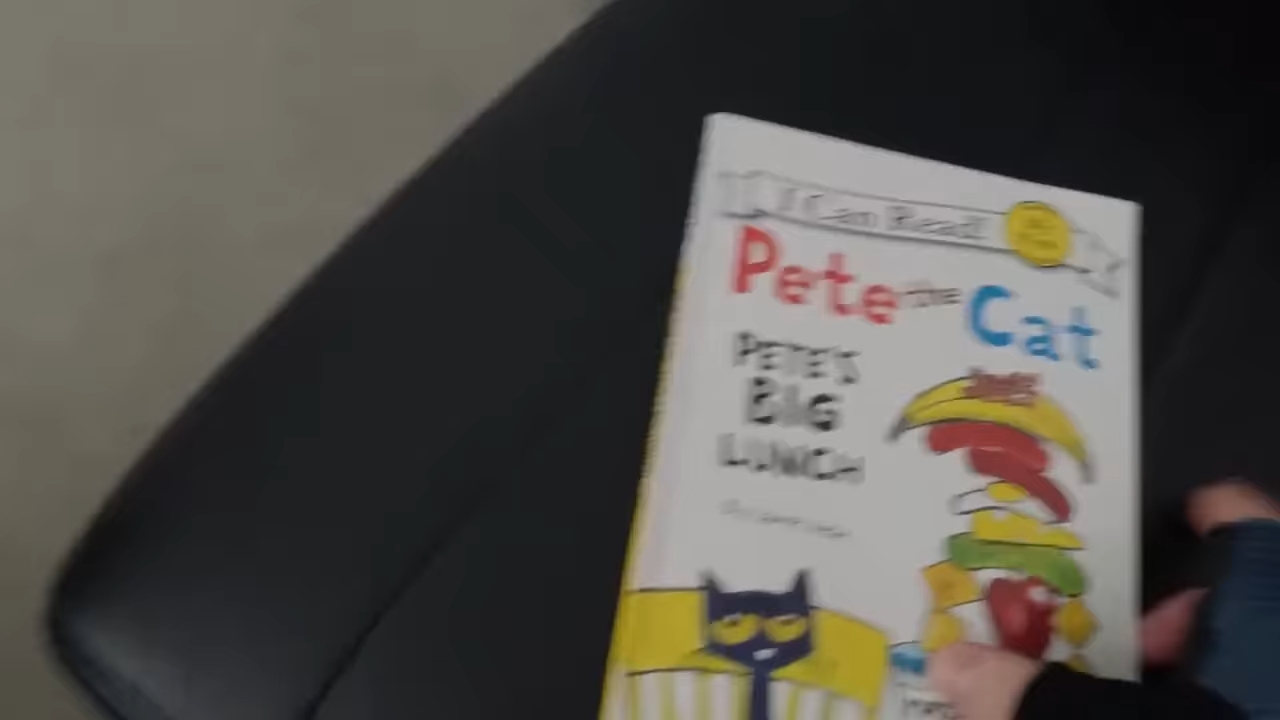 I Can Read!
Pete the Cat
PETE'S
BIG
LUNCH